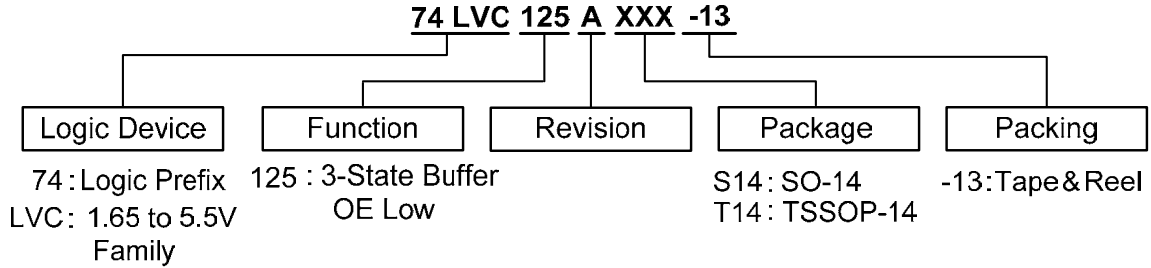 74 LVC 125 A XXX -13
Logic Device
Function
Revision
Package
Packing
74 : Logic Prefix
LVC : 1.65 to 5.5V
Family
125 : 3-State Buffer
OE Low
S14 : SO-14
T14 : TSSOP-14
-13 : Tape & Reel